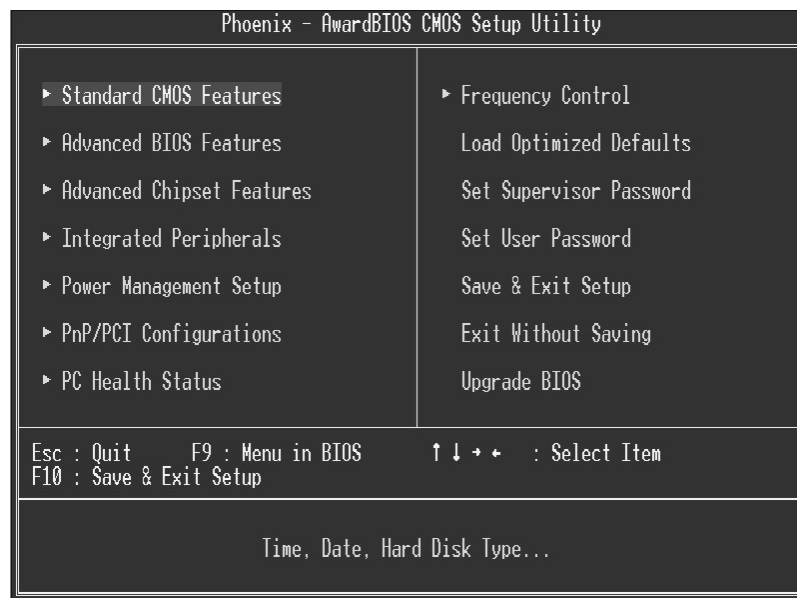 Phoenix - AwardBIOS CMOS Setup Utility
▸ Standard CMOS Features
▸ Advanced BIOS Features
▸ Advanced Chipset Features
▸ Integrated Peripherals
▸ Power Management Setup
▸ PnP/PCI Configurations
▸ PC Health Status
▸ Frequency Control
Load Optimized Defaults
Set Supervisor Password
Set User Password
Save & Exit Setup
Exit Without Saving
Upgrade BIOS
Esc : Quit F9 : Menu in BIOS ↑ ↓ → ← : Select Item
F10 : Save & Exit Setup
Time, Date, Hard Disk Type...